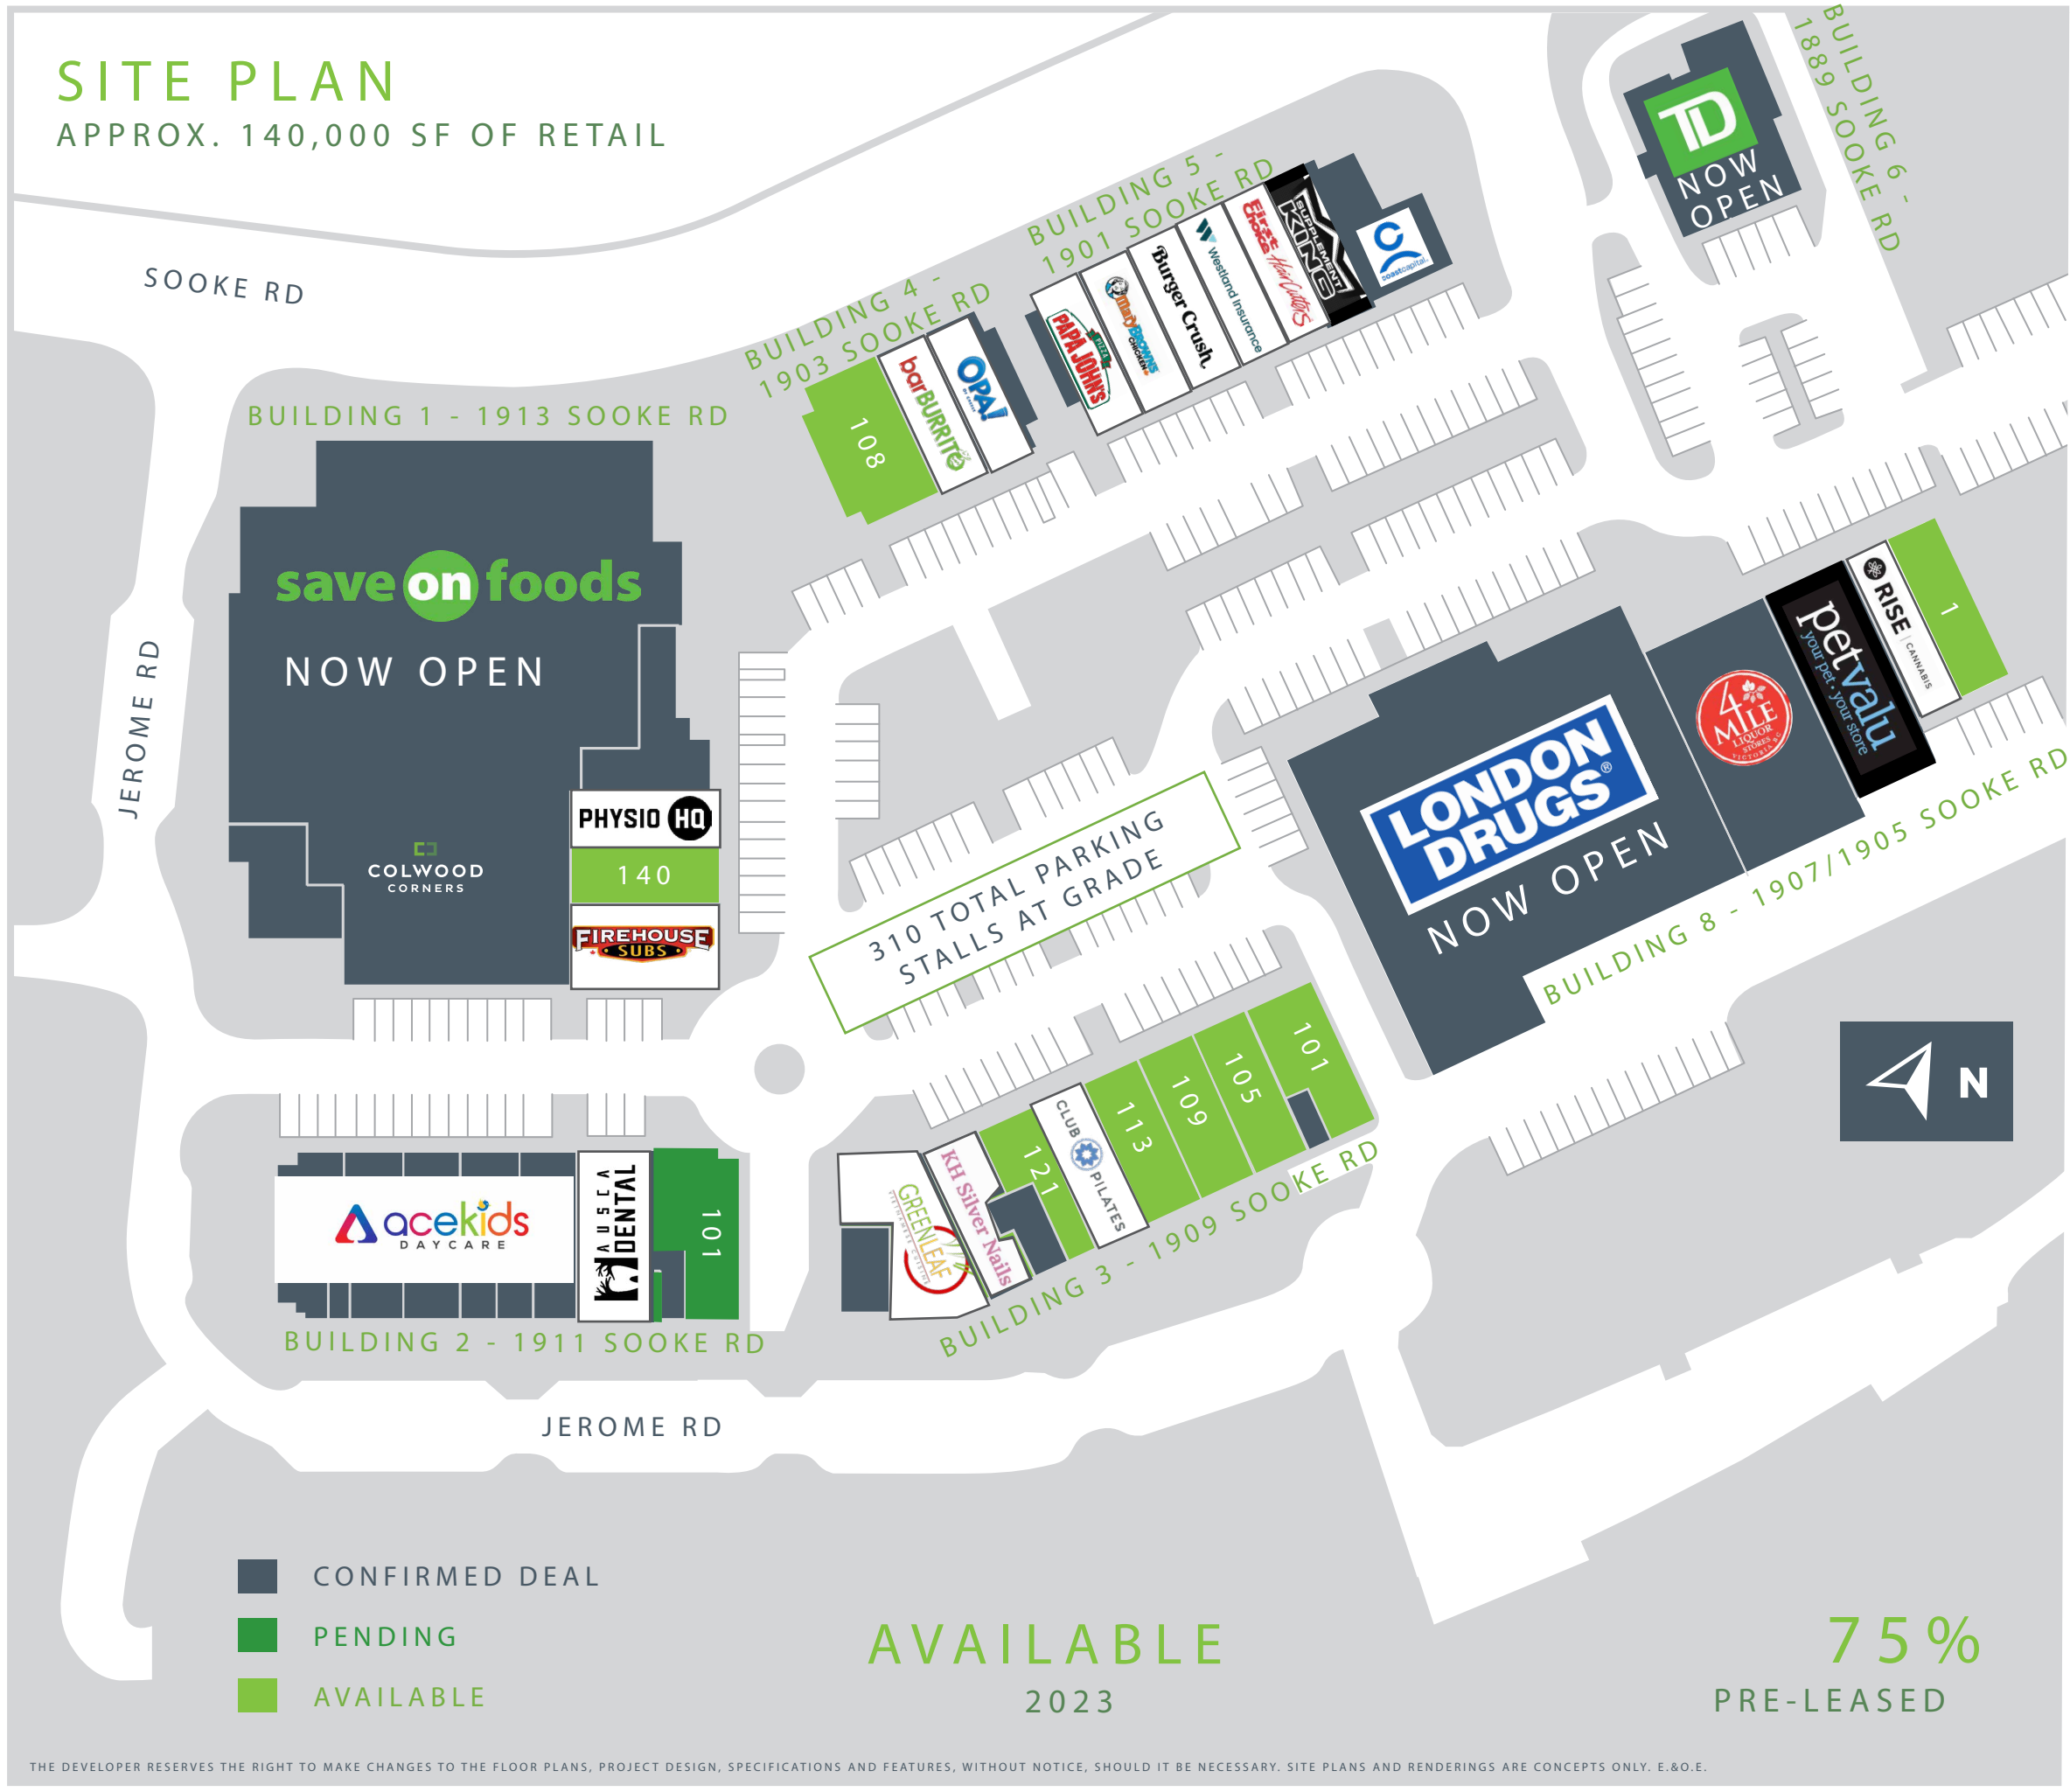 SITE PLAN
APPROX. 140,000 SF OF RETAIL
SOOKE RD
JEROME RD
BUILDING 1 - 1913 SOOKE RD
save on foods
NOW OPEN
COLWOOD
CORNERS
PHYSIO HQ
140
FIREHOUSE
SUBS
BUILDING 4 -
1903 SOOKE RD
108
barBURRITO
OPA!
BUILDING 5 -
1901 SOOKE RD
PIZZA
PAPA JOHN'S
Mary BROWN'S
CHICKEN
Burger Crush
Westland Insurance
First
Choice
Hair Cutters
SUPPLEMENT
KING
coastcapital
TD
NOW
OPEN
BUILDING 6 -
1889 SOOKE RD
310 TOTAL PARKING
STALLS AT GRADE
LONDON
DRUGS®
NOW OPEN
4
MILE
LIQUOR
STORES
VICTORIA BC
petvalu
your pet · your store
RISE | CANNABIS
1
BUILDING 8 - 1907/1905 SOOKE RD
N
acekids
DAYCARE
HAUSCA
DENTAL
101
BUILDING 2 - 1911 SOOKE RD
GREENLEAF
VIETNAMESE CUISINE
KH Silver Nails
121
CLUB PILATES
113
109
105
101
BUILDING 3 - 1909 SOOKE RD
JEROME RD
CONFIRMED DEAL
PENDING
AVAILABLE
AVAILABLE
2023
75%
PRE-LEASED
THE DEVELOPER RESERVES THE RIGHT TO MAKE CHANGES TO THE FLOOR PLANS, PROJECT DESIGN, SPECIFICATIONS AND FEATURES, WITHOUT NOTICE, SHOULD IT BE NECESSARY. SITE PLANS AND RENDERINGS ARE CONCEPTS ONLY. E.&O.E.